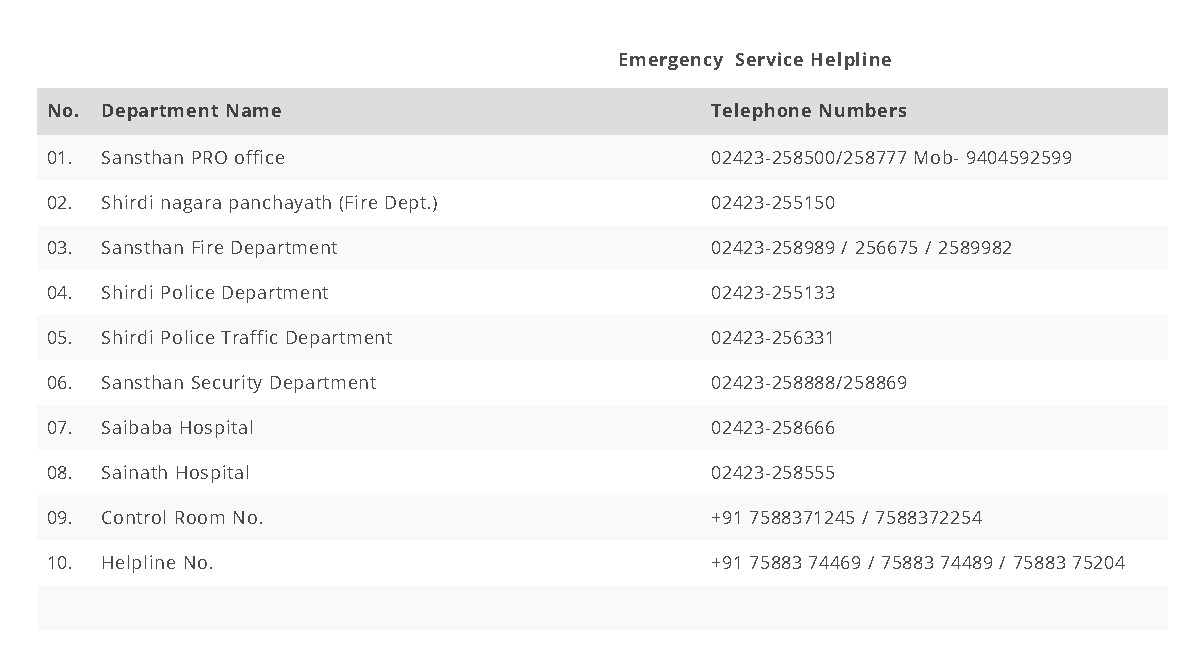 Emergency  Service Helpline
No. Department Name Telephone Numbers
01. Sansthan PRO office 02423-258500/258777 Mob- 9404592599
02. Shirdi nagara panchayath (Fire Dept.) 02423-255150
03. Sansthan Fire Department 02423-258989 / 256675 / 2589982
04. Shirdi Police Department 02423-255133
05. Shirdi Police Traffic Department 02423-256331
06. Sansthan Security Department 02423-258888/258869
07. Saibaba Hospital 02423-258666
08. Sainath Hospital 02423-258555
09. Control Room No. +91 7588371245 / 7588372254
10. Helpline No. +91 75883 74469 / 75883 74489 / 75883 75204